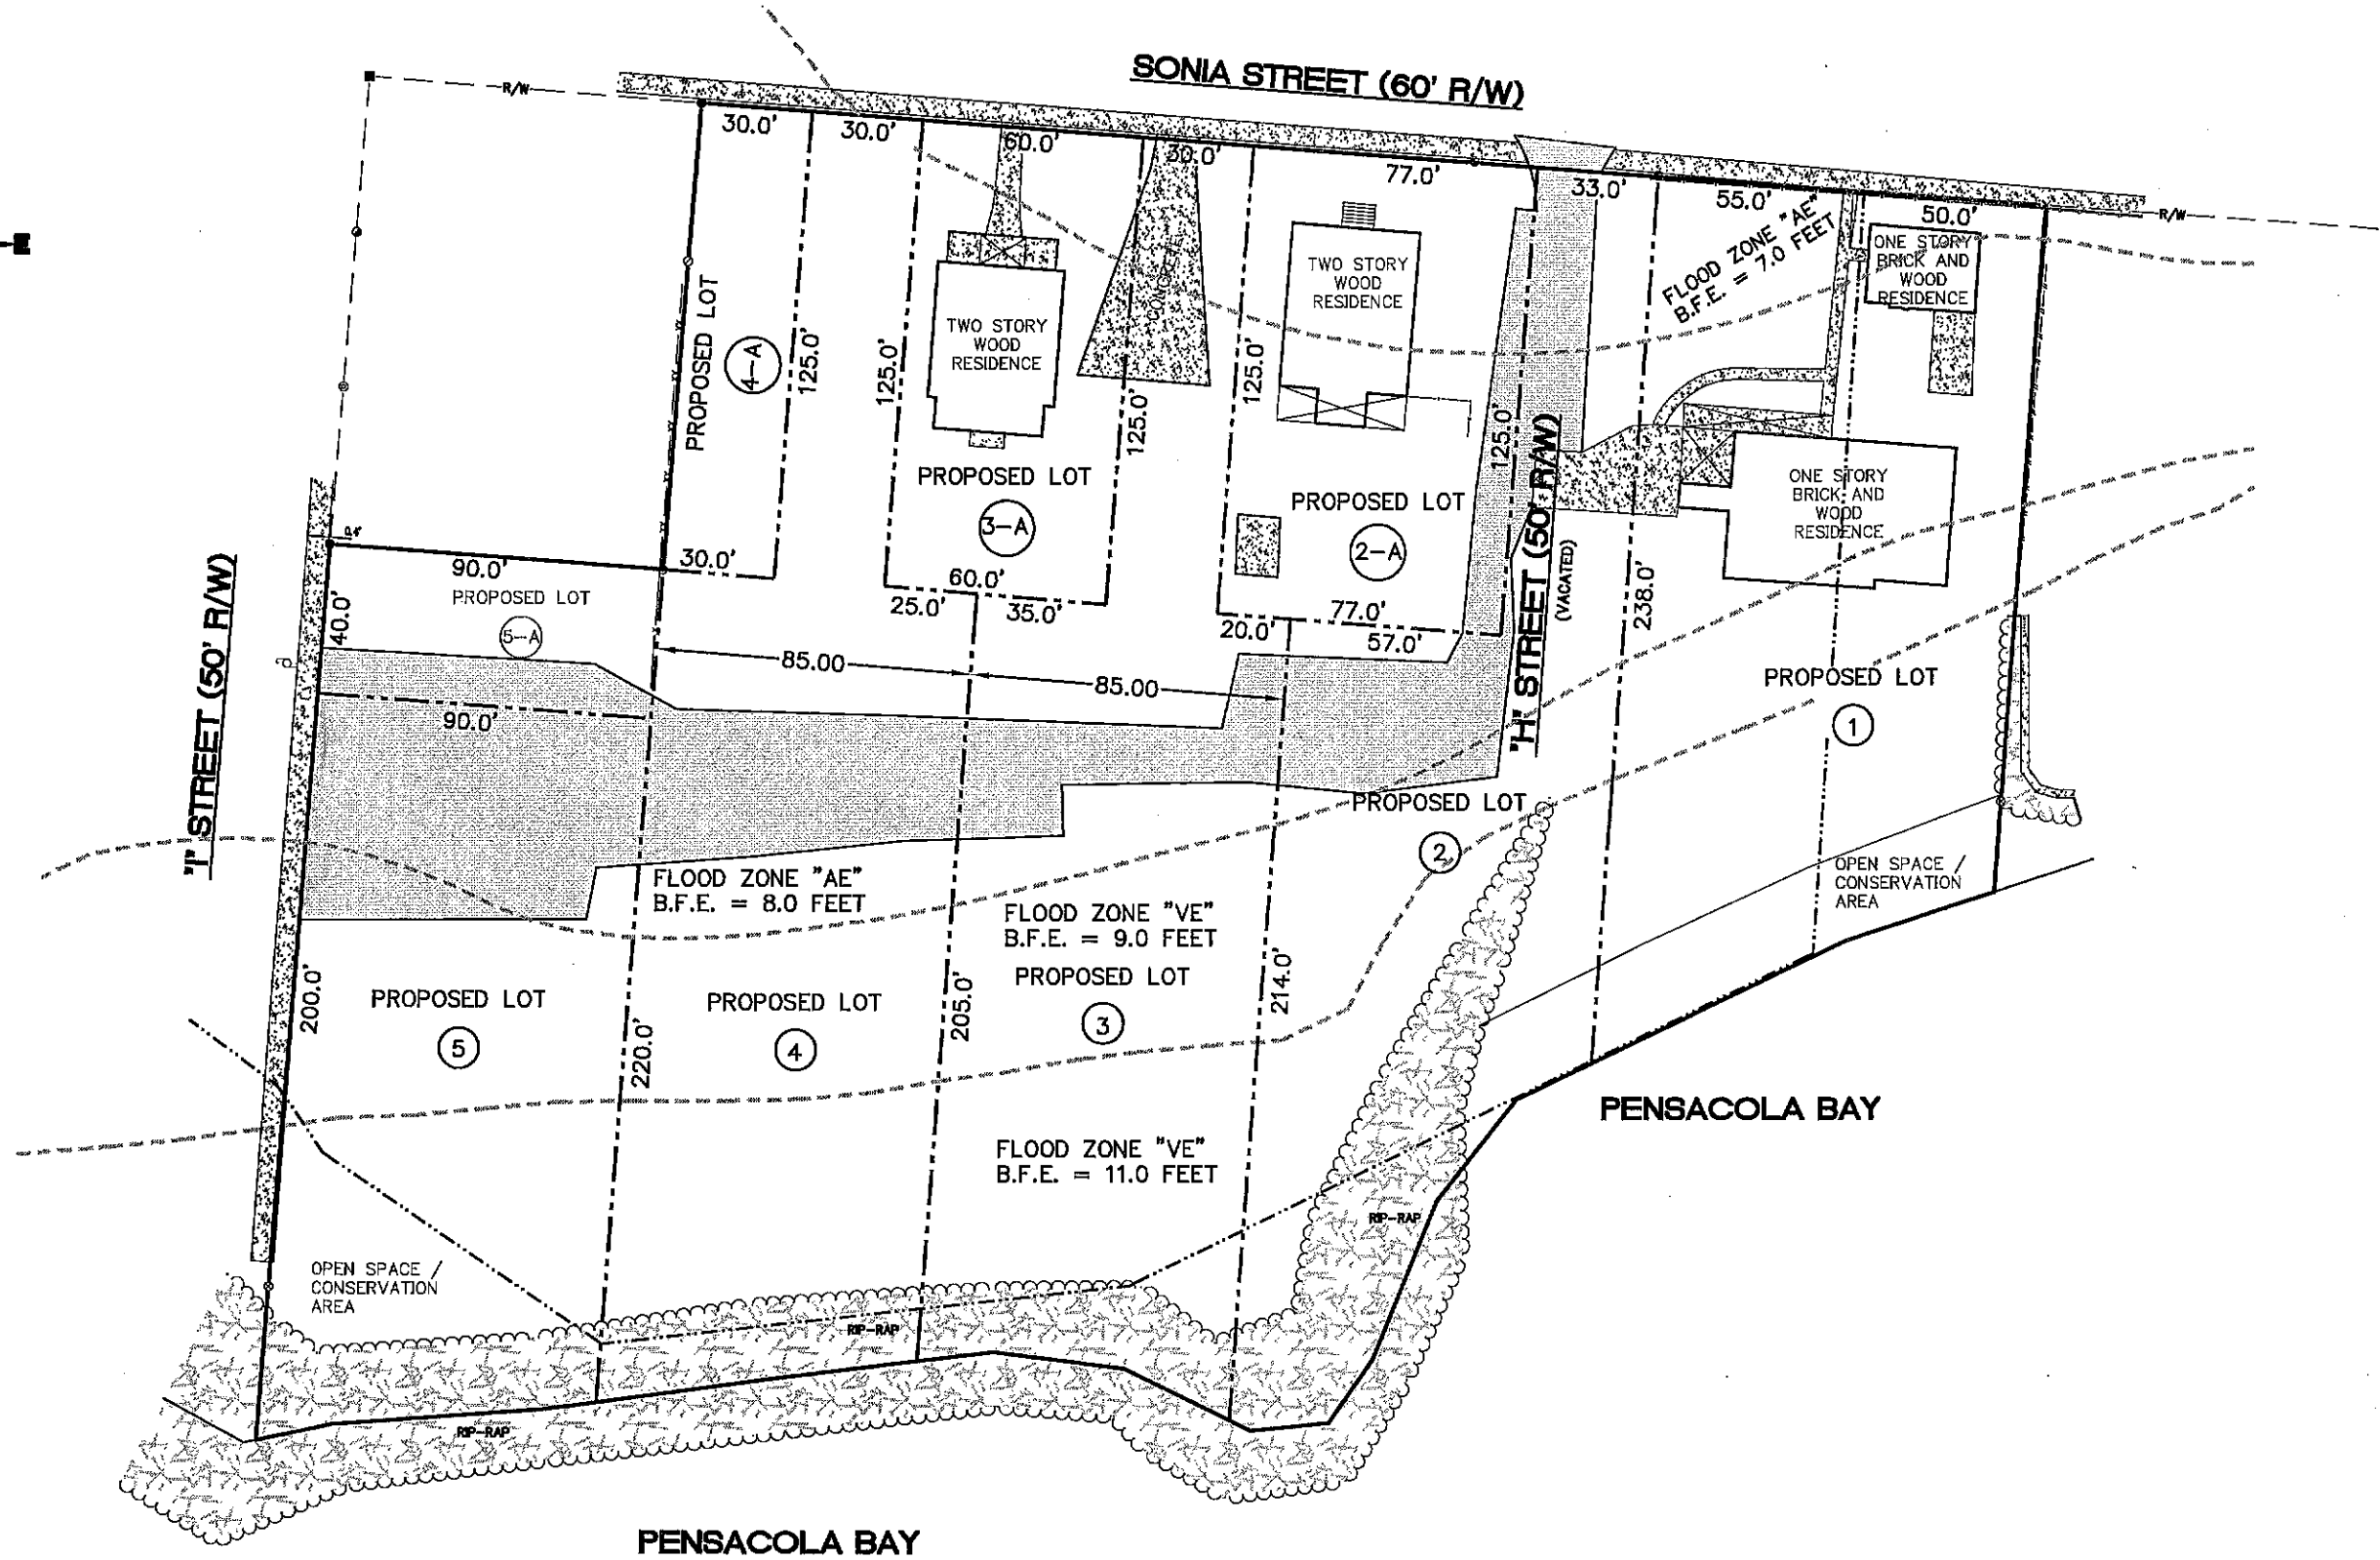 SONIA STREET (60' R/W)
R/W
30.0'
30.0'
60.0'
30.0'
77.0'
33.0'
55.0'
50.0'
R/W
FLOOD ZONE "AE"
B.F.E. = 7.0 FEET
ONE STORY
BRICK AND
WOOD
RESIDENCE
TWO STORY
WOOD
RESIDENCE
CONCRETE
TWO STORY
WOOD
RESIDENCE
PROPOSED LOT
4-A
125.0'
125.0'
125.0'
125.0'
125.0'
PROPOSED LOT
3-A
PROPOSED LOT
2-A
ONE STORY
BRICK AND
WOOD
RESIDENCE
"H" STREET (50' R/W)
(VACATED)
238.0'
0.4'
90.0'
30.0'
60.0'
25.0'
35.0'
77.0'
20.0'
57.0'
PROPOSED LOT
5-A
40.0'
"I" STREET (50' R/W)
85.00
85.00
90.0'
PROPOSED LOT
1
PROPOSED LOT
2
OPEN SPACE /
CONSERVATION
AREA
FLOOD ZONE "AE"
B.F.E. = 8.0 FEET
FLOOD ZONE "VE"
B.F.E. = 9.0 FEET
PROPOSED LOT
3
PROPOSED LOT
4
PROPOSED LOT
5
200.0'
220.0'
205.0'
214.0'
PENSACOLA BAY
FLOOD ZONE "VE"
B.F.E. = 11.0 FEET
RIP-RAP
OPEN SPACE /
CONSERVATION
AREA
RIP-RAP
RIP-RAP
PENSACOLA BAY